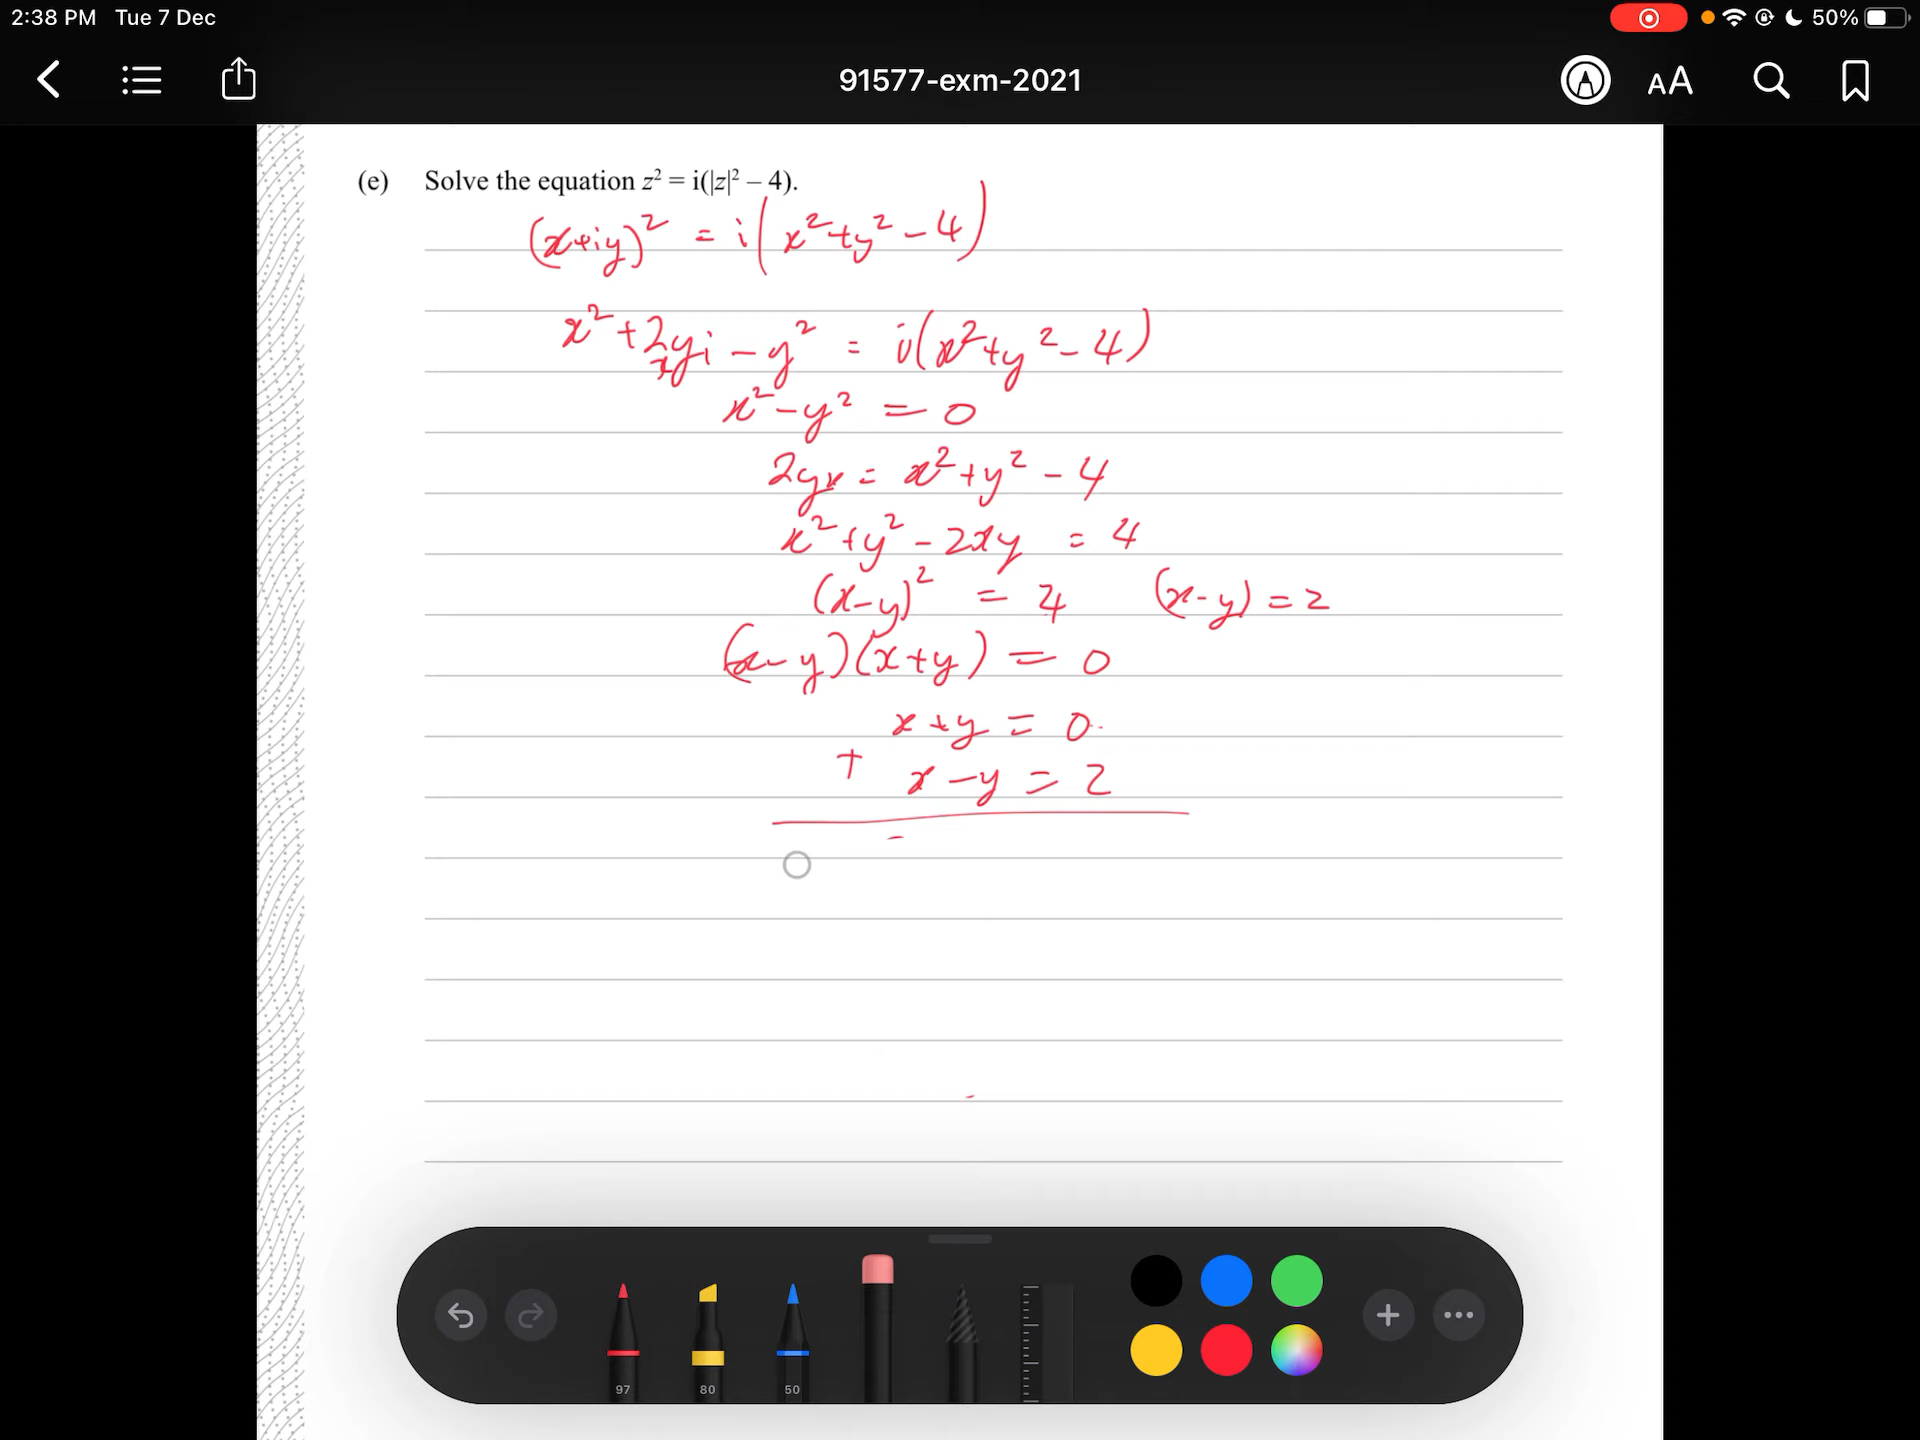 2:38 PM Tue 7 Dec
50%
91577-exm-2021
AA
(e) Solve the equation z² = i(|z|² – 4).
(x+iy)² = i(x²+y²-4)
x²+2xyi-y² = i(x²+y²-4)
x²-y² = 0
2yx = x²+y²-4
x²+y²-2xy = 4
(x-y)² = 4 (x-y) = 2
(x-y)(x+y) = 0
x+y = 0.
+ x-y = 2
97 80 50